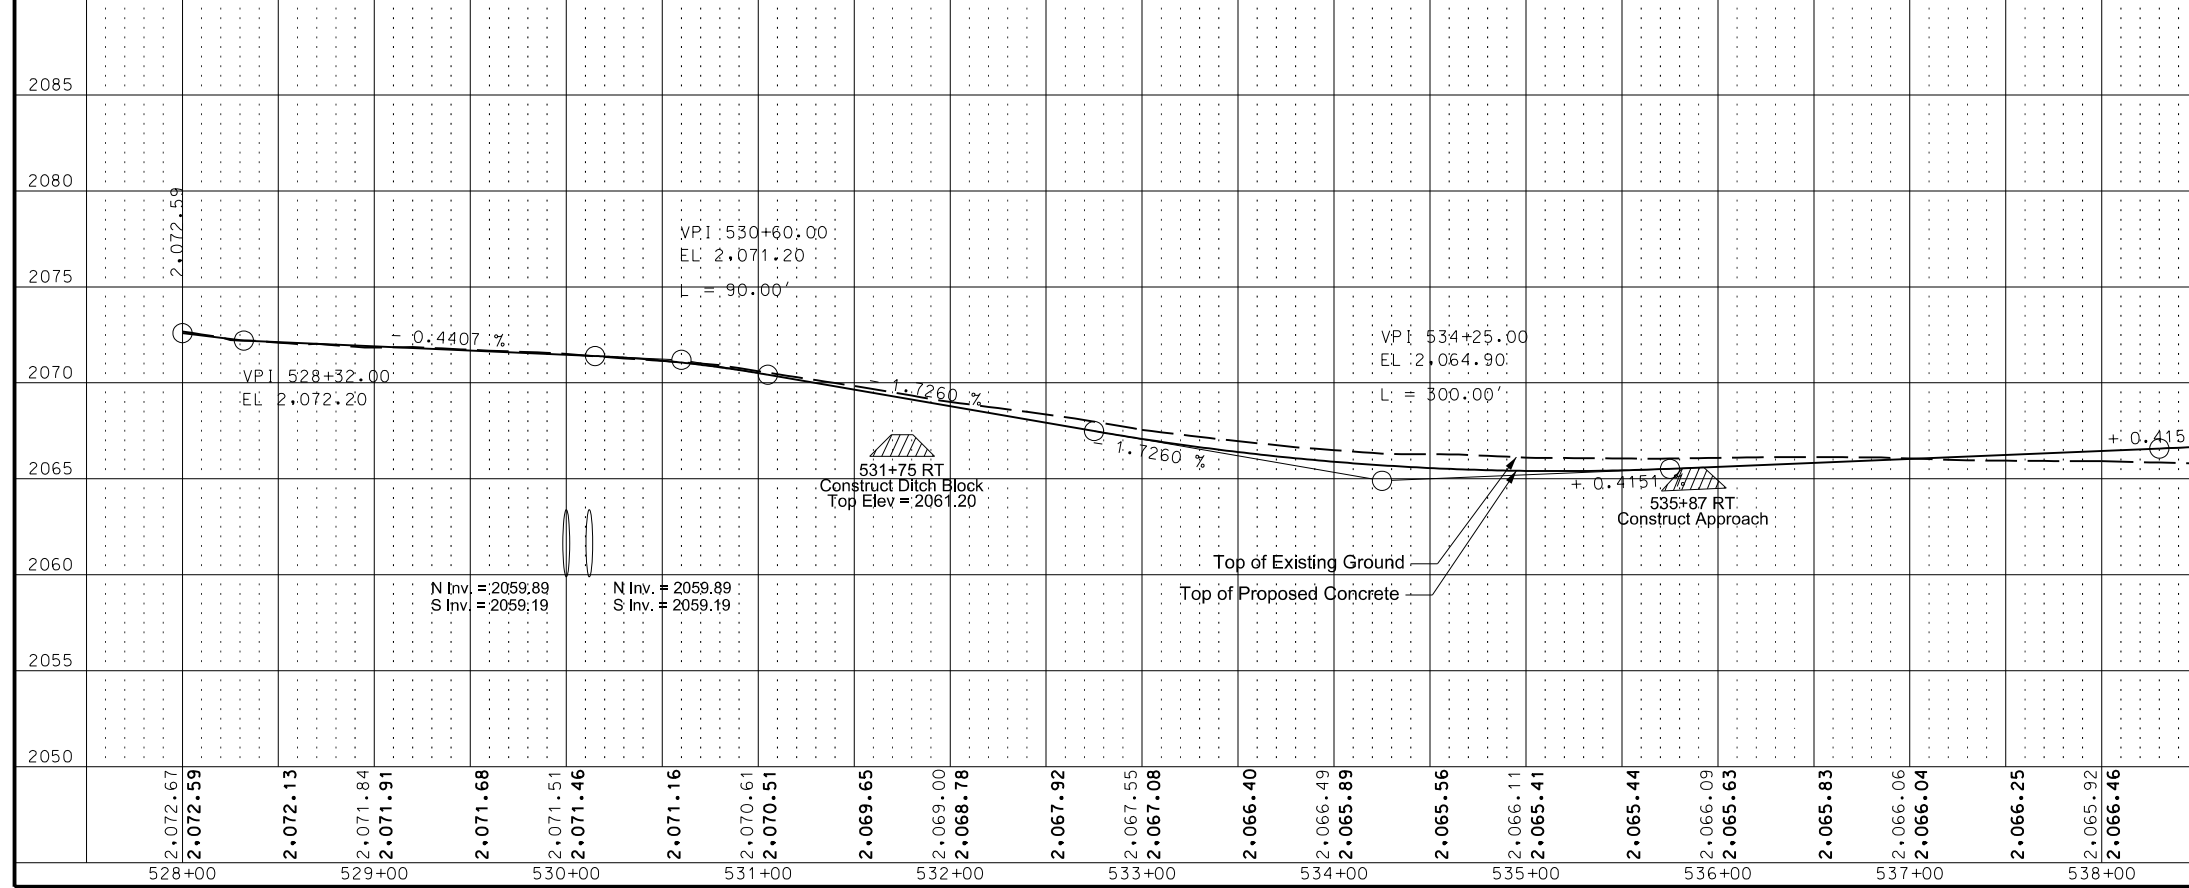 2085
2080
2075
2070
2065
2060
2055
2050
2,072.59
VPI 528+32.00
EL 2,072.20
- 0.4407 %
VPI 530+60.00
EL 2,071.20
L = 90.00'
- 1.7260 %
- 1.7260 %
VPI 534+25.00
EL 2,064.90
L = 300.00'
+ 0.4151 %
+ 0.415
531+75 RT
Construct Ditch Block
Top Elev = 2061.20
535+87 RT
Construct Approach
Top of Existing Ground
Top of Proposed Concrete
N Inv. = 2059.89
S Inv. = 2059.19
N Inv. = 2059.89
S Inv. = 2059.19
2,072.67
2,072.59
2,072.13
2,071.84
2,071.91
2,071.68
2,071.51
2,071.46
2,071.16
2,070.61
2,070.51
2,069.65
2,069.00
2,068.78
2,067.92
2,067.55
2,067.08
2,066.40
2,066.49
2,065.89
2,065.56
2,066.11
2,065.41
2,065.44
2,066.09
2,065.63
2,065.83
2,066.06
2,066.04
2,066.25
2,065.92
2,066.46
528+00
529+00
530+00
531+00
532+00
533+00
534+00
535+00
536+00
537+00
538+00